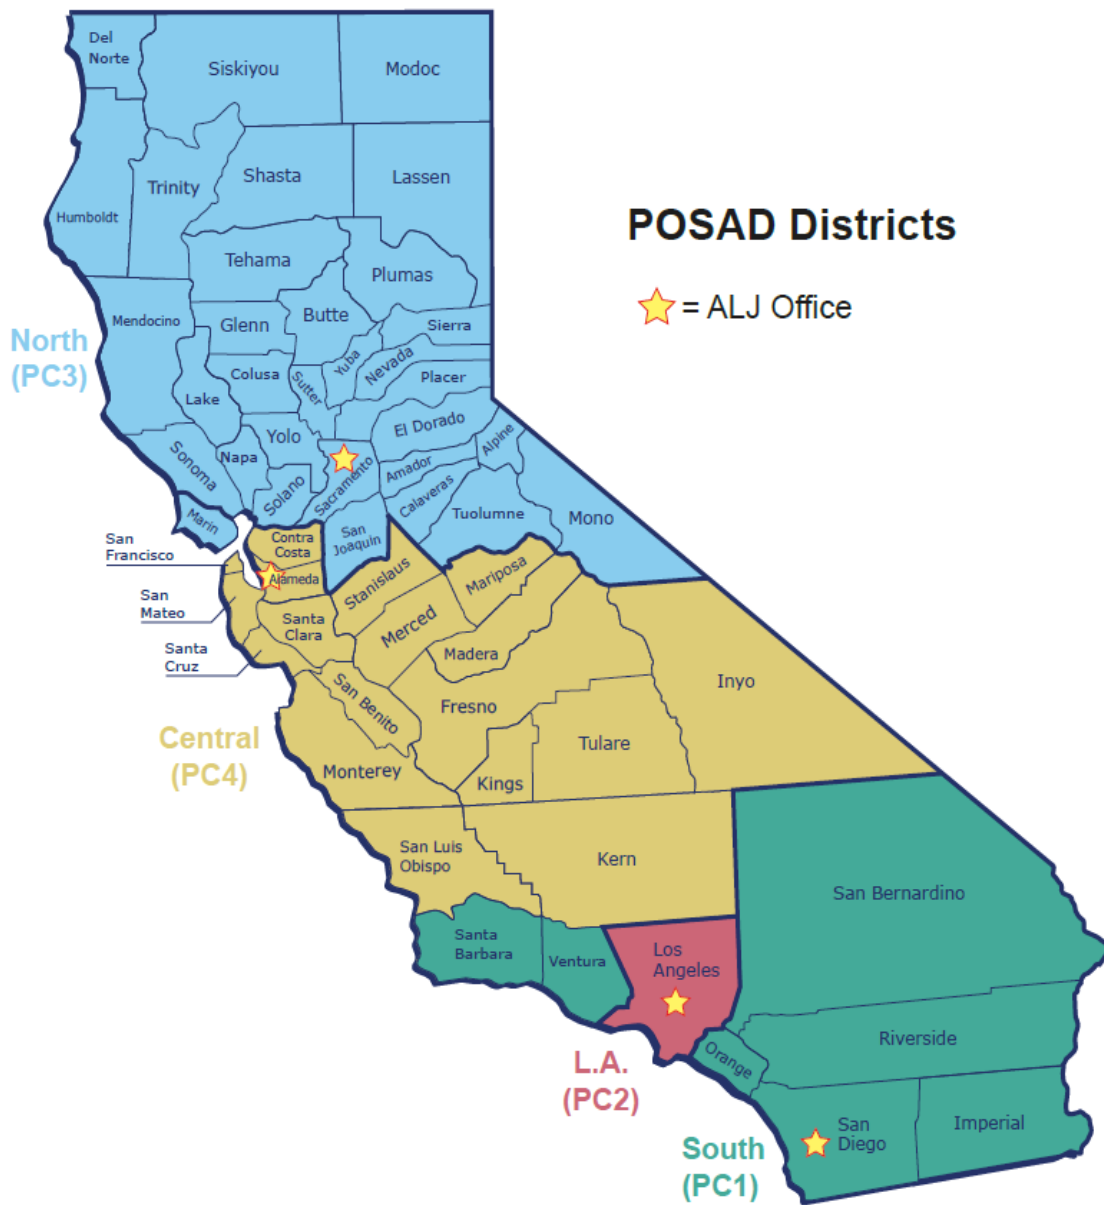 Del
Norte
Siskiyou
Modoc
Trinity
Shasta
Lassen
Humboldt
POSAD Districts
= ALJ Office
Tehama
Plumas
Mendocino
Glenn
Butte
Sierra
North
(PC3)
Yuba
Nevada
Colusa
Sutter
Placer
Lake
El Dorado
Yolo
Alpine
Sonoma
Napa
Amador
Sacramento
Solano
Calaveras
Tuolumne
Mono
Marin
San
Joaquin
San
Francisco
Contra
Costa
Alameda
Stanislaus
Mariposa
San
Mateo
Santa
Clara
Merced
Santa
Cruz
Madera
San Benito
Fresno
Inyo
Central
(PC4)
Tulare
Monterey
Kings
San Luis
Obispo
Kern
San Bernardino
Santa
Barbara
Ventura
Los
Angeles
Riverside
Orange
L.A.
(PC2)
San
Diego
Imperial
South
(PC1)